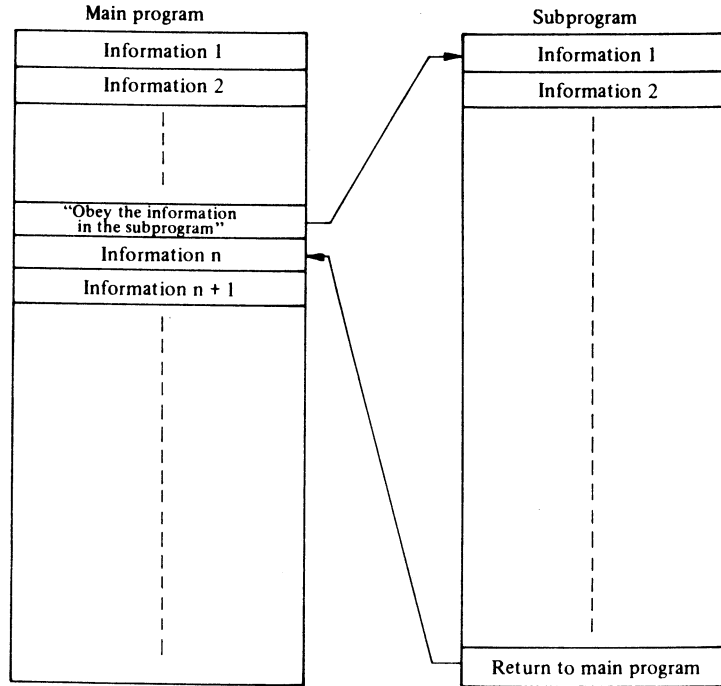 Main program
Information 1
Information 2
"Obey the information
in the subprogram"
Information n
Information n + 1
Subprogram
Information 1
Information 2
Return to main program